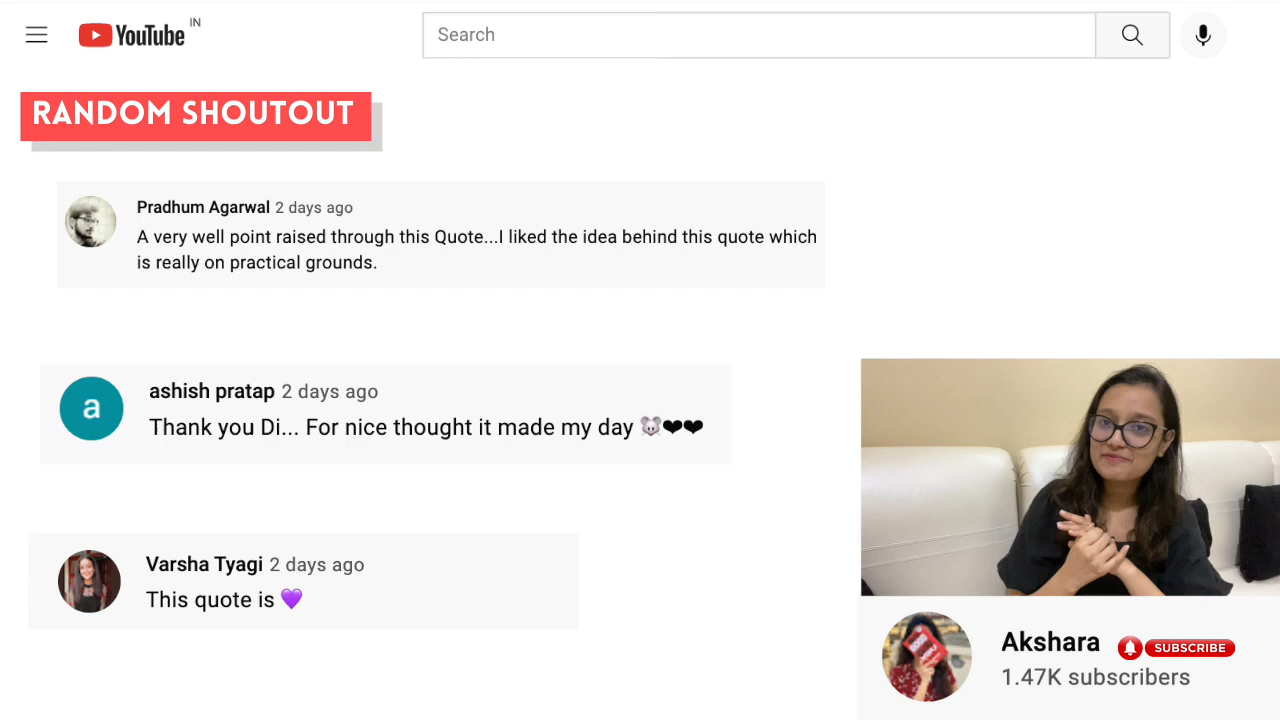 YouTube IN
Search
RANDOM SHOUTOUT
Pradhum Agarwal 2 days ago
A very well point raised through this Quote...I liked the idea behind this quote which
is really on practical grounds.
a
ashish pratap 2 days ago
Thank you Di... For nice thought it made my day 🐭❤❤
Varsha Tyagi 2 days ago
This quote is 💜
Akshara SUBSCRIBE
1.47K subscribers